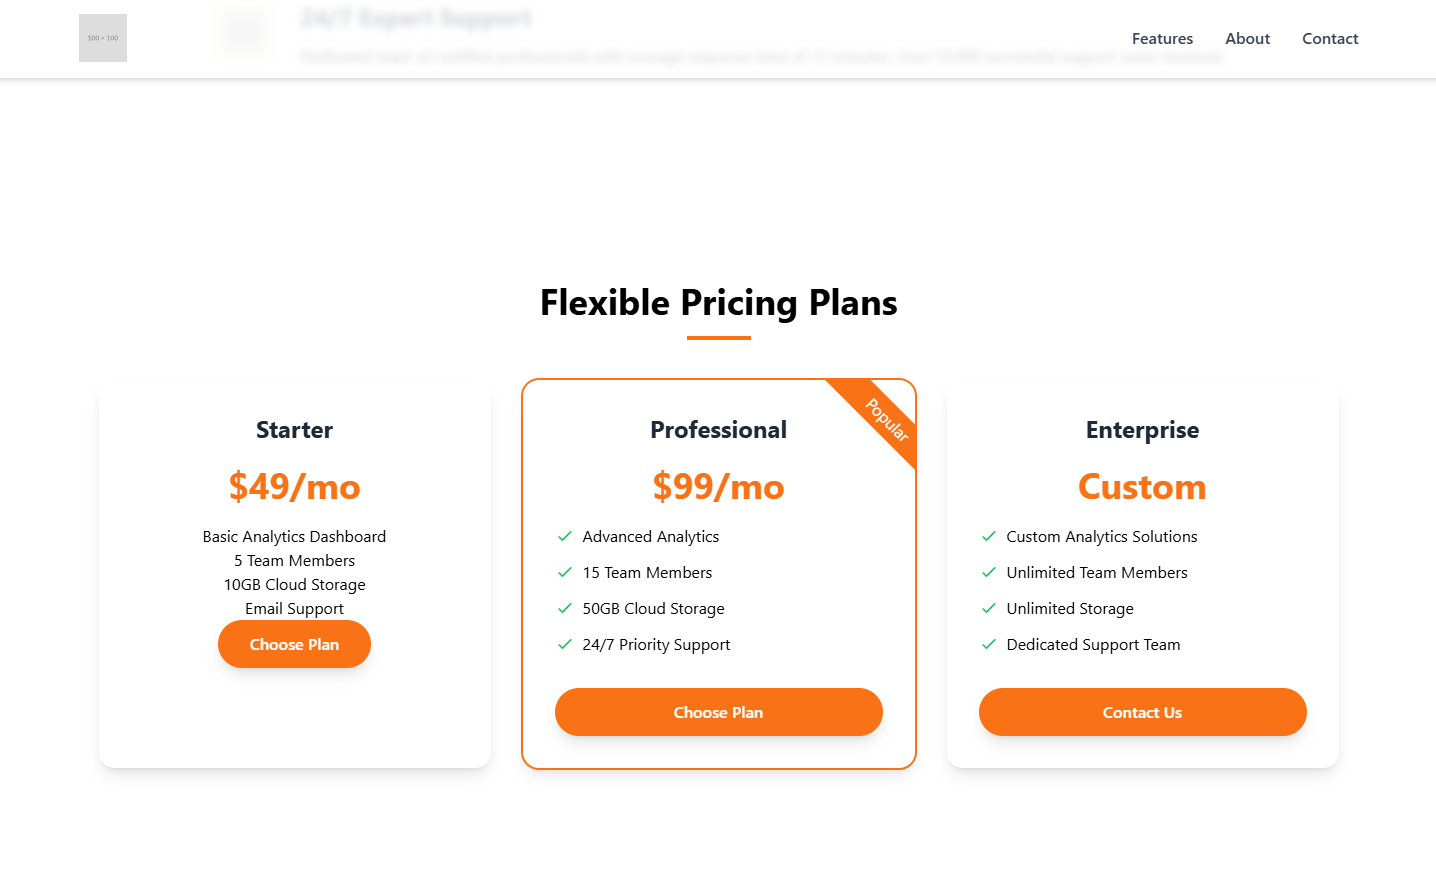 100 × 100
24/7 Expert Support
Features
About
Contact
Flexible Pricing Plans
Starter
$49/mo
Basic Analytics Dashboard
5 Team Members
10GB Cloud Storage
Email Support
Choose Plan
Popular
Professional
$99/mo
Advanced Analytics
15 Team Members
50GB Cloud Storage
24/7 Priority Support
Choose Plan
Enterprise
Custom
Custom Analytics Solutions
Unlimited Team Members
Unlimited Storage
Dedicated Support Team
Contact Us